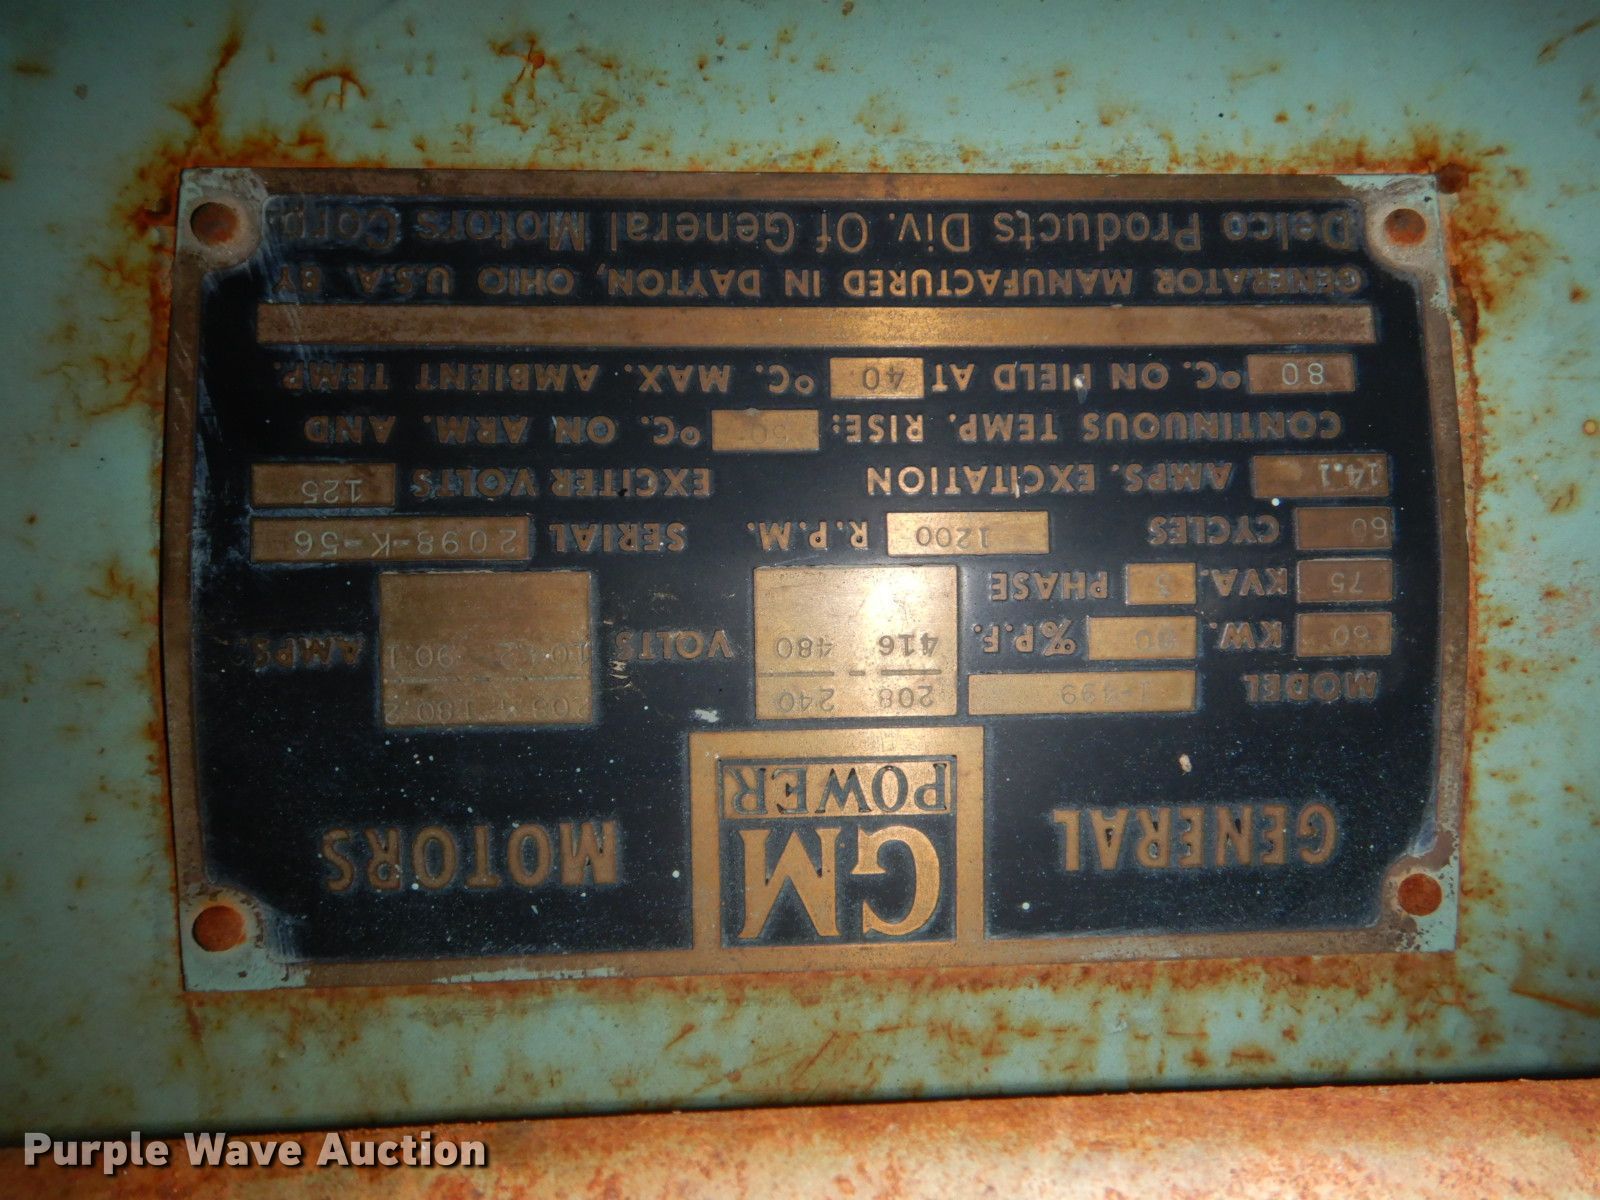 GENERAL GM POWER MOTORS
MODEL 1-499 208 240 208 - 180.
60 KW. % P.F. 416 - 480 VOLTS 104.2 90.1 AMPS.
75 KVA. 3 PHASE
60 CYCLES 1200 R.P.M. SERIAL 2098-K-56
14.1 AMPS. EXCITATION EXCITER VOLTS 125
CONTINUOUS TEMP. RISE: °C. ON ARM. AND
80 °C. ON FIELD AT 40 °C. MAX. AMBIENT TEMP.
GENERATOR MANUFACTURED IN DAYTON, OHIO U.S.A. BY
Delco Products Div. Of General Motors Corp.
Purple Wave Auction